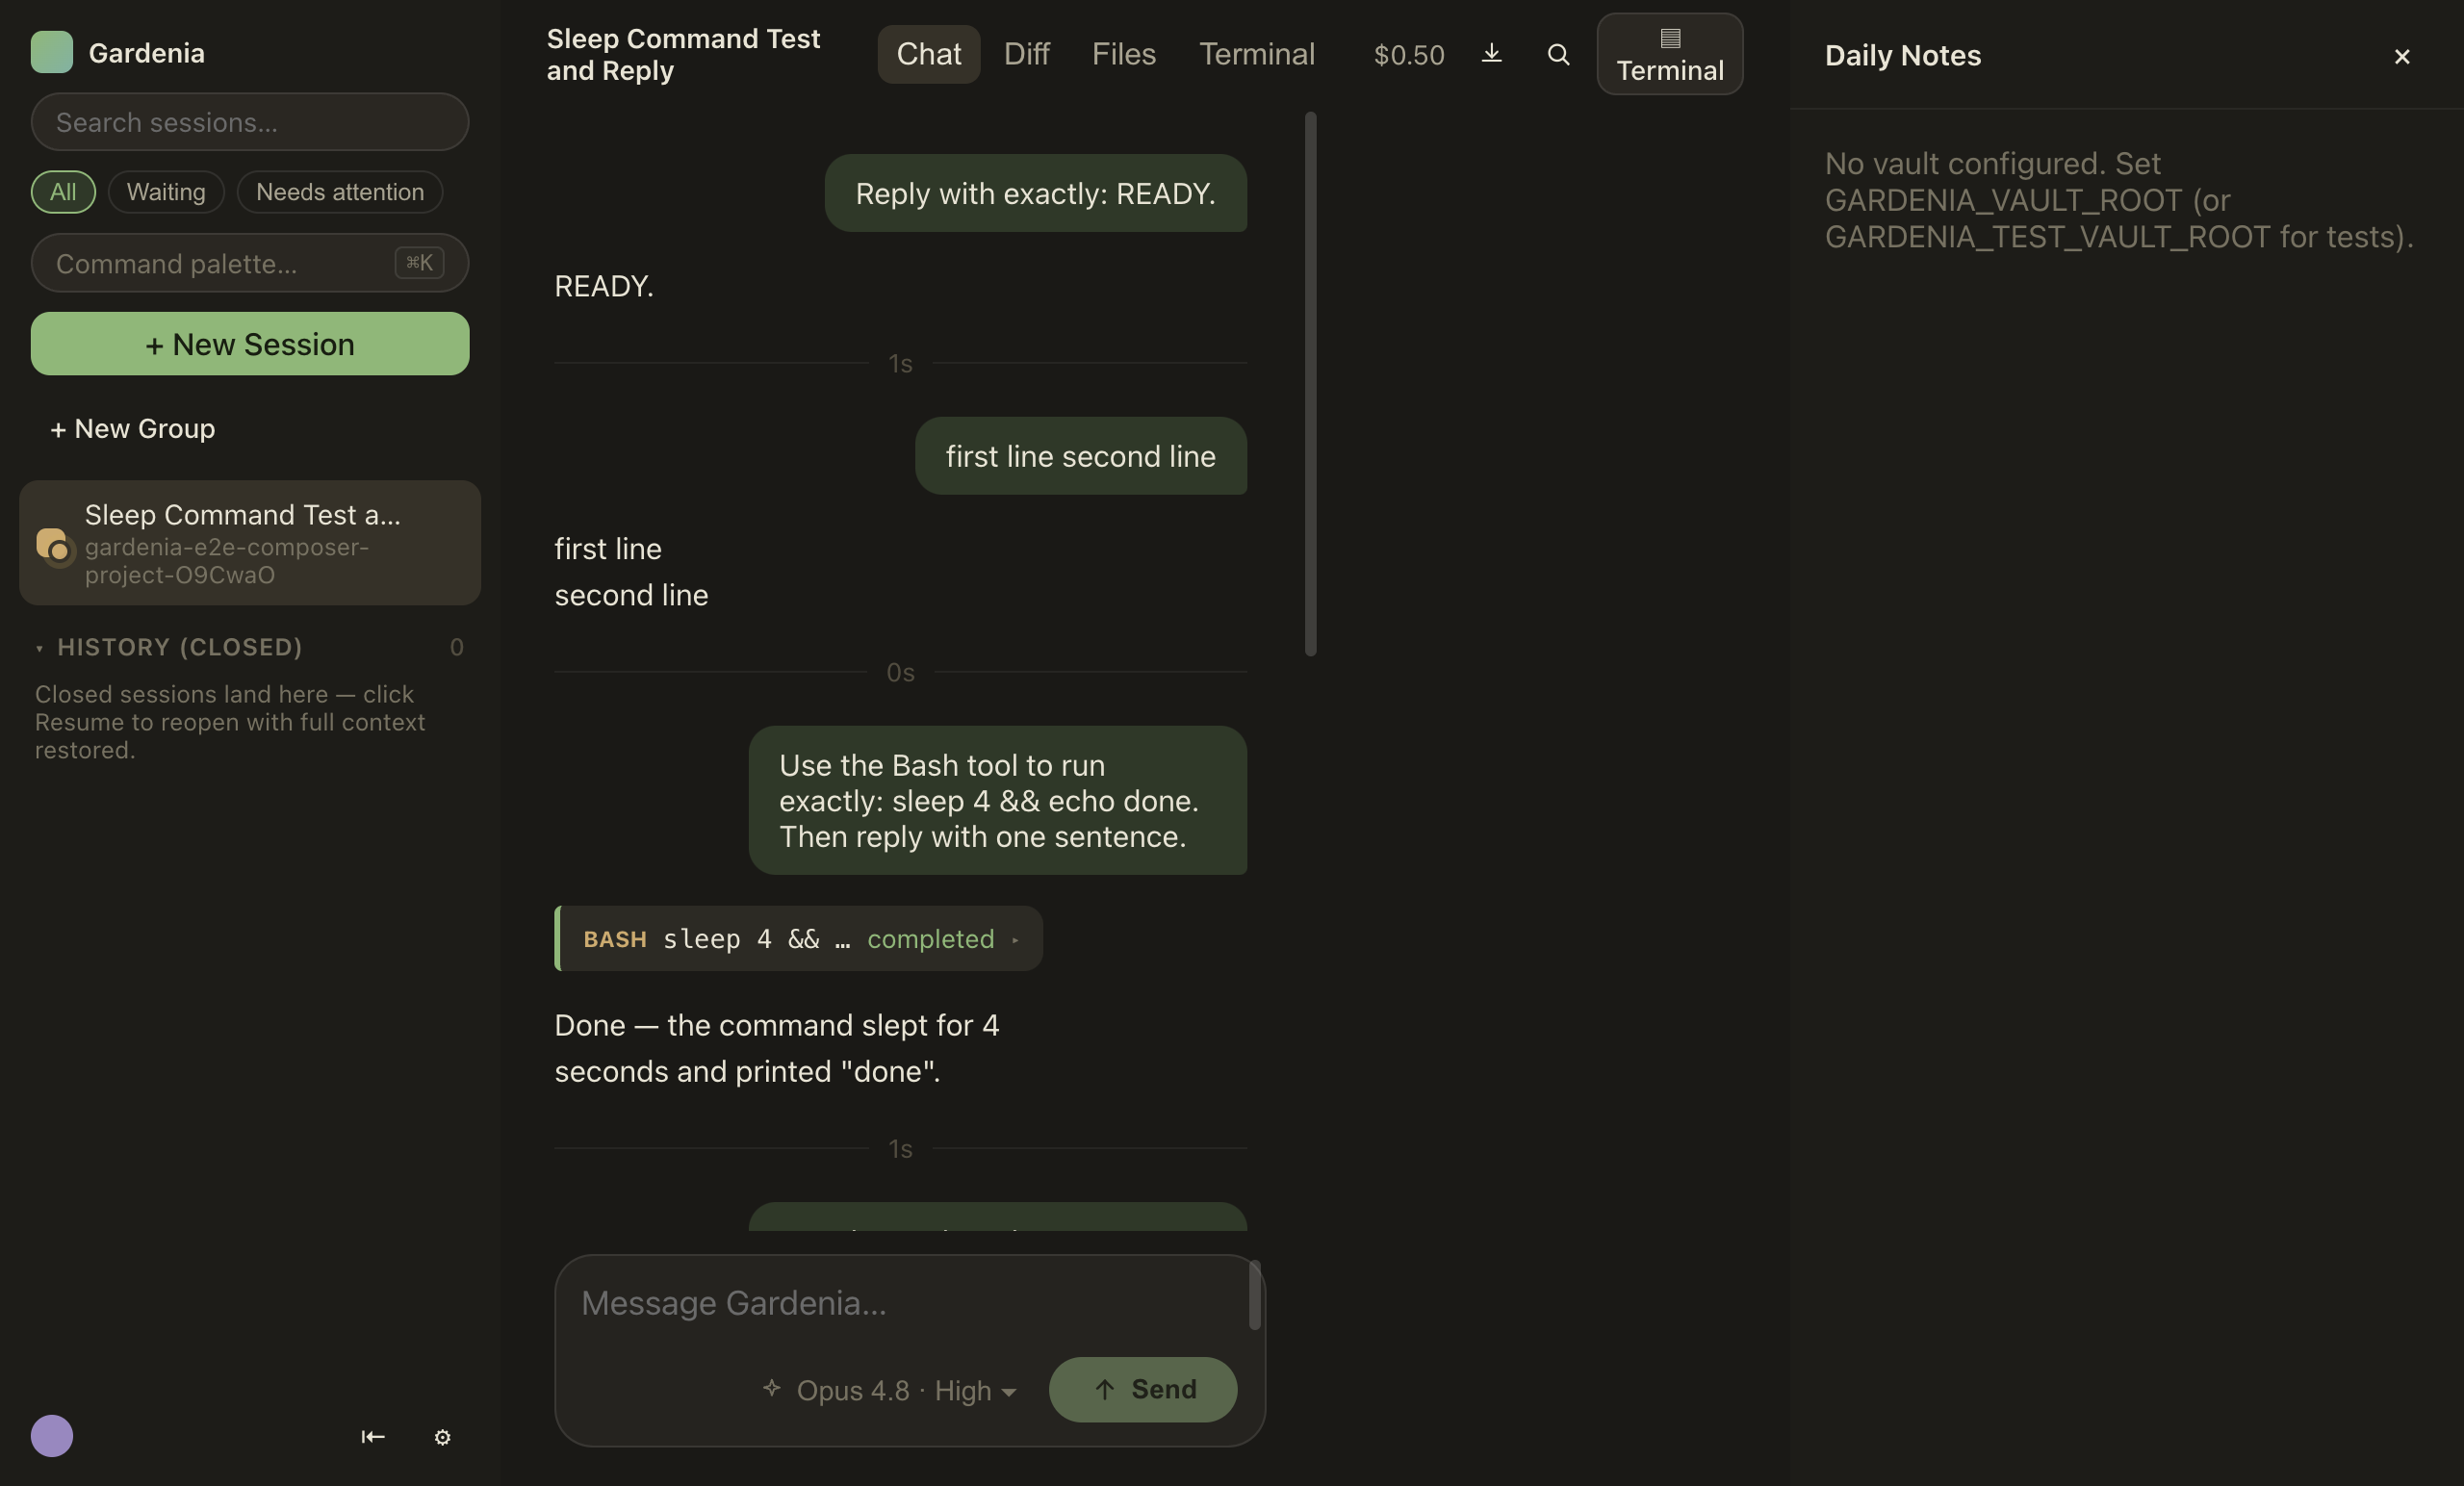 Gardenia
Search sessions...
All
Waiting
Needs attention
Command palette...
⌘K
+ New Session
+ New Group
Sleep Command Test a...
gardenia-e2e-composer-
project-O9CwaO
HISTORY (CLOSED)
0
Closed sessions land here — click
Resume to reopen with full context
restored.
Sleep Command Test
and Reply
Chat
Diff
Files
Terminal
$0.50
Terminal
Reply with exactly: READY.
READY.
1s
first line second line
first line
second line
0s
Use the Bash tool to run
exactly: sleep 4 && echo done.
Then reply with one sentence.
BASH sleep 4 && … completed
Done — the command slept for 4
seconds and printed "done".
1s
Message Gardenia...
Opus 4.8 · High
Send
Daily Notes
No vault configured. Set
GARDENIA_VAULT_ROOT (or
GARDENIA_TEST_VAULT_ROOT for tests).